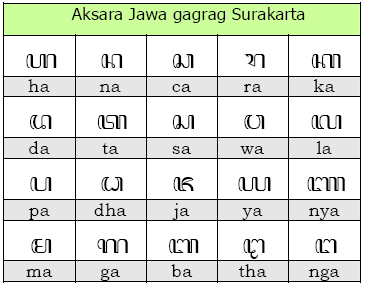 Aksara Jawa gagrag Surakarta
ꦲ ꦤ ꦕ ꦫ ꦏ
ha na ca ra ka
ꦢ ꦠ ꦱ ꦮ ꦭ
da ta sa wa la
ꦥ ꦝ ꦗ ꦪ ꦚ
pa dha ja ya nya
ꦩ ꦒ ꦧ ꦛ ꦔ
ma ga ba tha nga